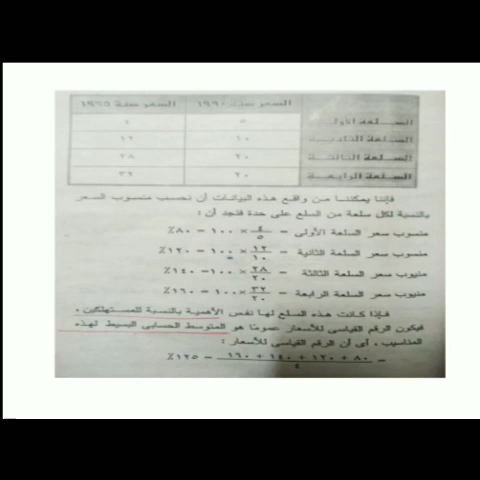 السعر سنة ١٩٩٠ السعر سنة ١٩٩٥
السلعة الأولى ٥ ٤
السلعة الثانية ١٠ ١٢
السلعة الثالثة ٢٠ ٢٨
السلعة الرابعة ٢٠ ٣٢
فإننا يمكننا من واقع هذه البيانات أن نحسب منسوب السعر
بالنسبة لكل سلعة من السلع على حدة فنجد أن :
منسوب سعر السلعة الأولى = ٤/٥ × ١٠٠ = ٨٠٪
منسوب سعر السلعة الثانية = ١٢/١٠ × ١٠٠ = ١٢٠٪
منسوب سعر السلعة الثالثة = ٢٨/٢٠ × ١٠٠ = ١٤٠٪
منسوب سعر السلعة الرابعة = ٣٢/٢٠ × ١٠٠ = ١٦٠٪
فإذا كانت هذه السلع لها نفس الأهمية بالنسبة للمستهلكين ،
فيكون الرقم القياسى للأسعار عمومًا هو المتوسط الحسابى البسيط لهذه
المناسيب ، أى أن الرقم القياسى للأسعار :
= ٨٠ + ١٢٠ + ١٤٠ + ١٦٠ / ٤ = ١٢٥٪